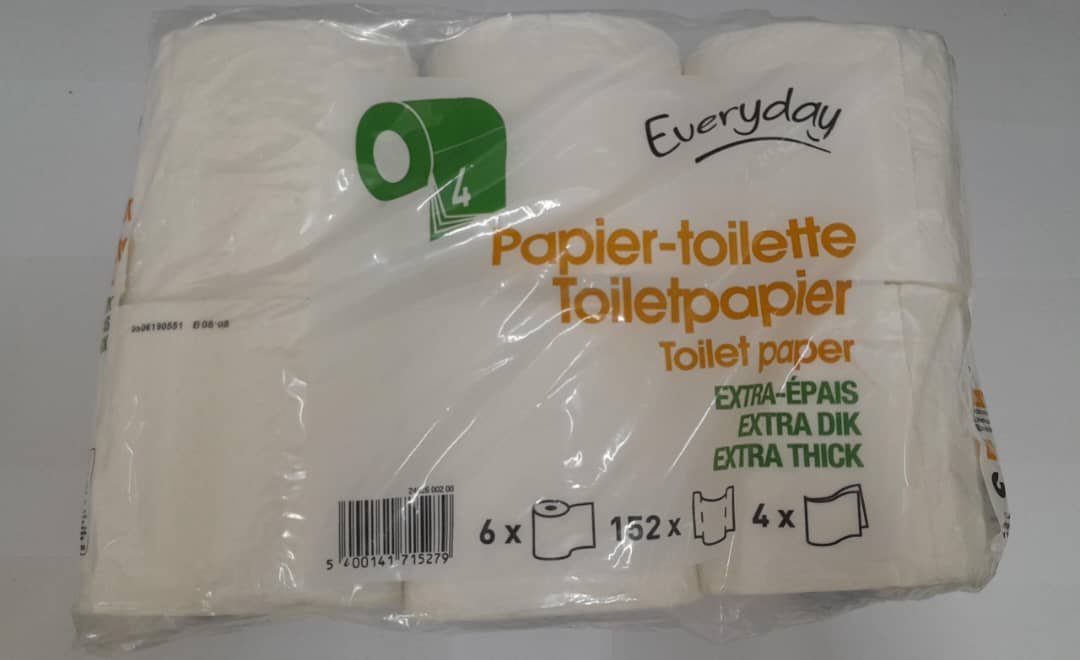 Everyday
4
Papier-toilette
Toiletpapier
Toilet paper
EXTRA-ÉPAIS
EXTRA DIK
EXTRA THICK
6 x 152 x 4 x
5 400141 715279